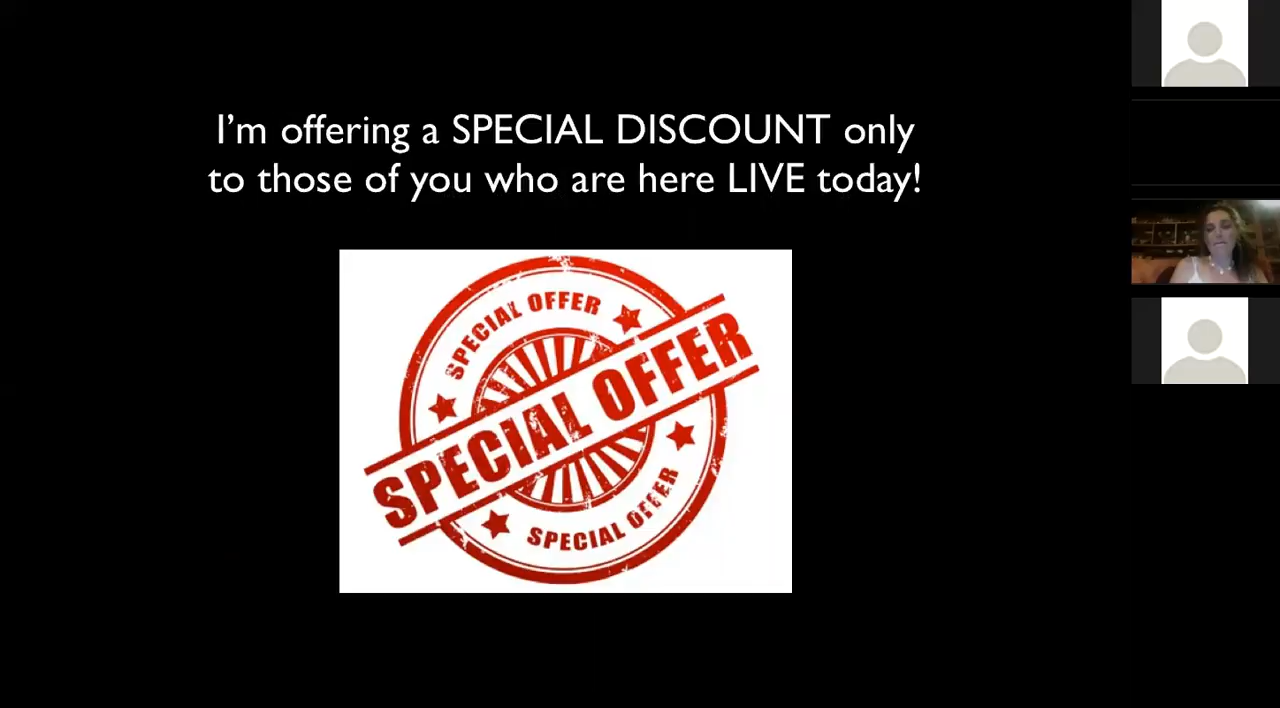 I'm offering a SPECIAL DISCOUNT only
to those of you who are here LIVE today!
SPECIAL OFFER
SPECIAL OFFER
SPECIAL OFFER